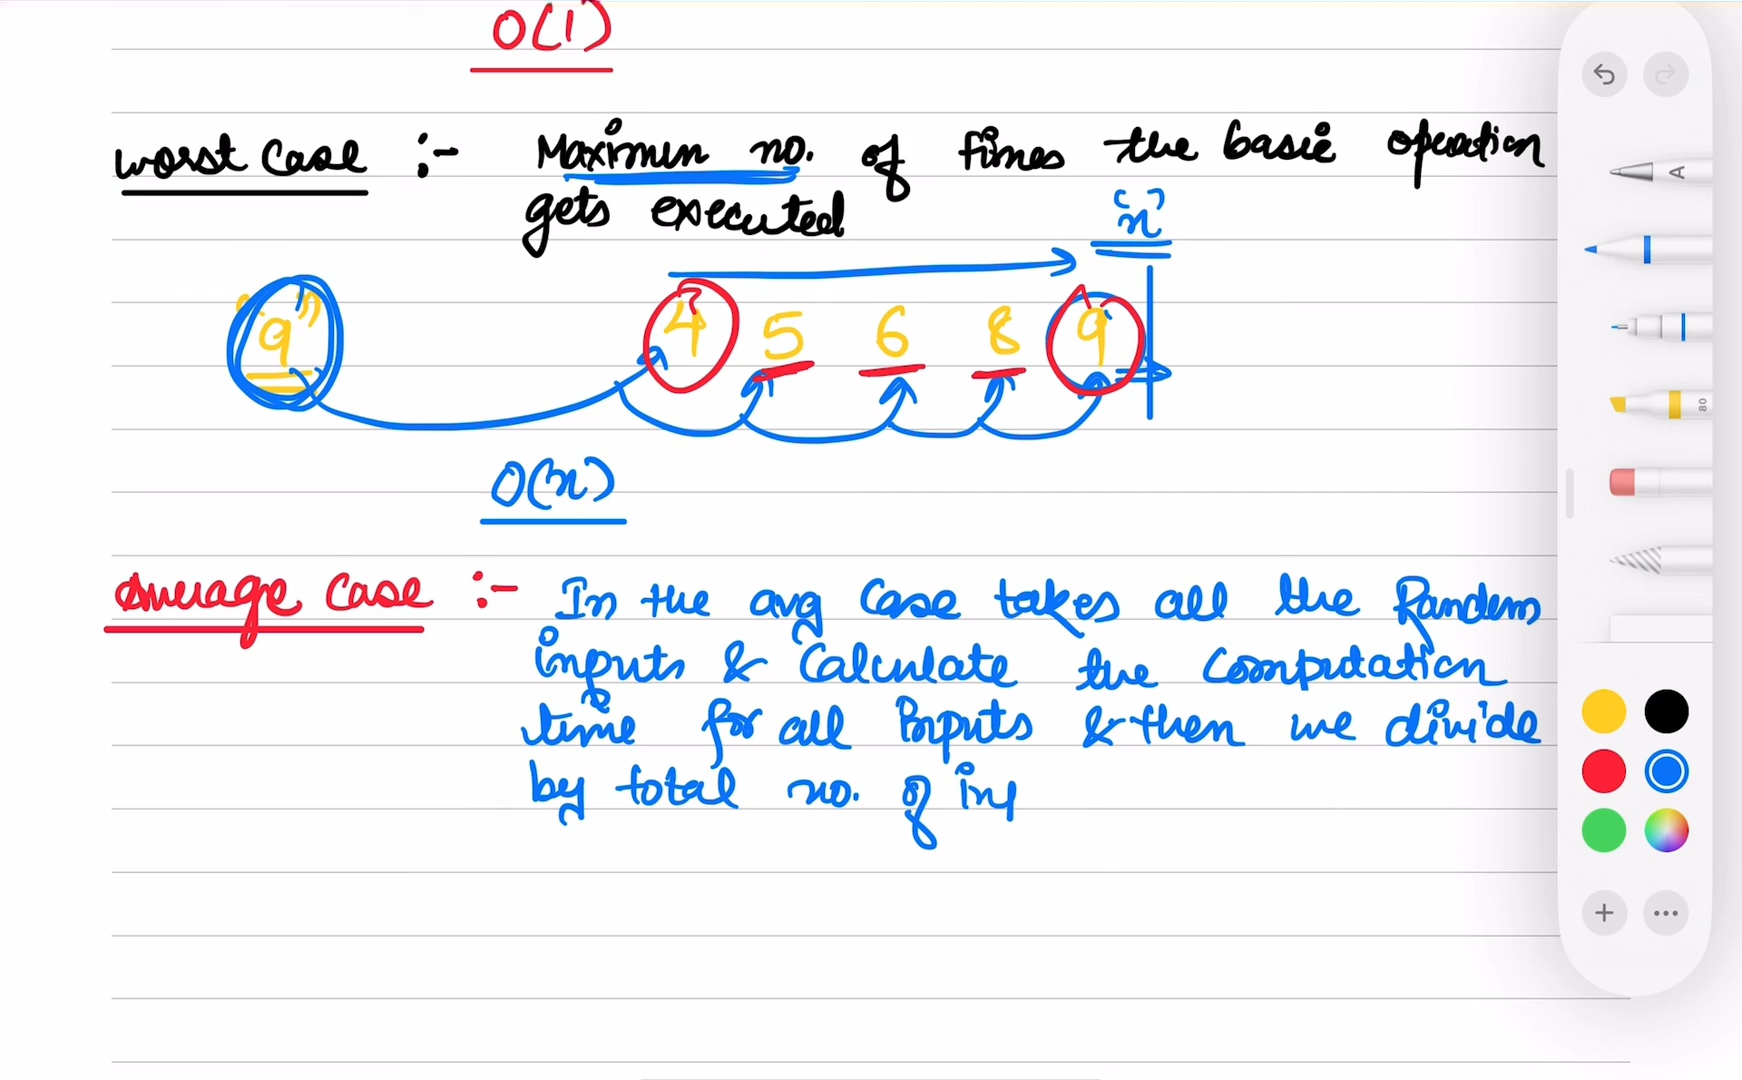 O(1)
worst Case :- Maximum no. of times the basic operation
gets executed
'n'
"9" 4 5 6 8 9
O(n)
Average Case :- In the avg Case takes all the Random
inputs & Calculate the Computation
time for all Inputs & then we divide
by total no. of inp
A
80